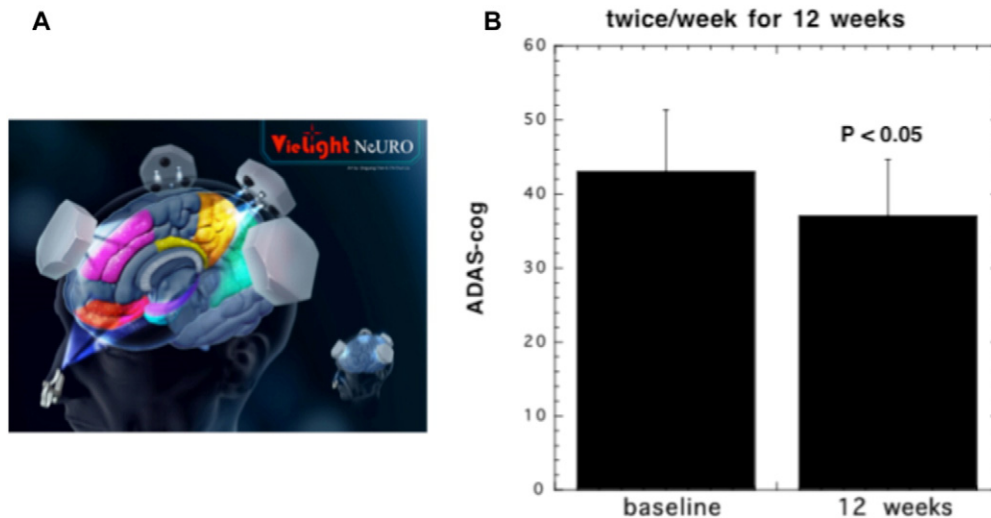 A
VieLight NEURO
B
twice/week for 12 weeks
60
50
40
30
20
10
0
ADAS-cog
P < 0.05
baseline
12 weeks